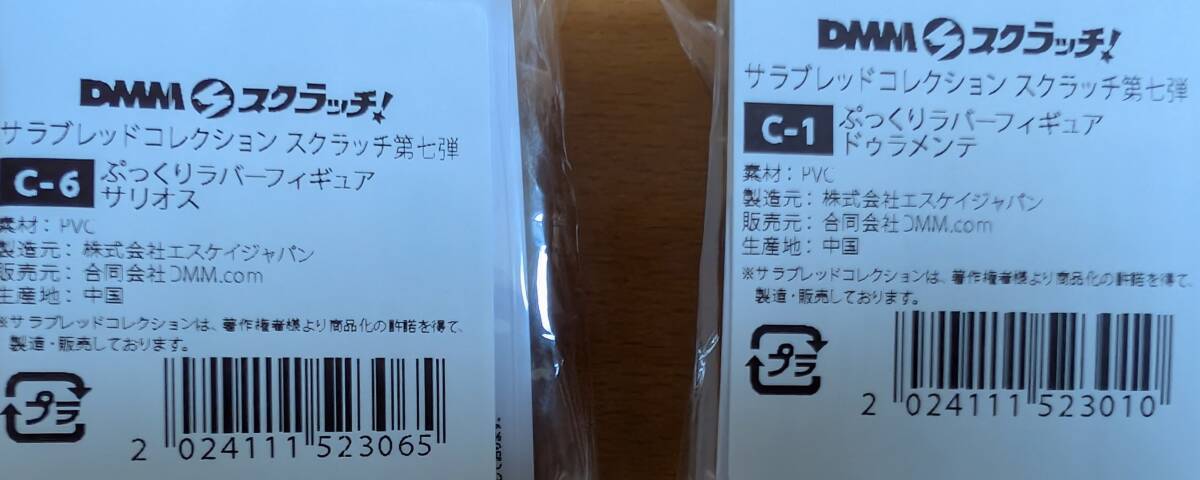 DMMスクラッチ!
サラブレッドコレクション スクラッチ第七弾
C-6 ぷっくりラバーフィギュア
サリオス
素材: PVC
製造元: 株式会社エスケイジャパン
販売元: 合同会社DMM.com
生産地: 中国
※サラブレッドコレクションは、著作権者様より商品化の許諾を得て、
製造・販売しております。
プラ
2 024111 523065
DMMスクラッチ!
サラブレッドコレクション スクラッチ第七弾
C-1 ぷっくりラバーフィギュア
ドゥラメンテ
素材: PVC
製造元: 株式会社エスケイジャパン
販売元: 合同会社DMM.com
生産地: 中国
※サラブレッドコレクションは、著作権者様より商品化の許諾を得て、
製造・販売しております。
プラ
2 024111 523010